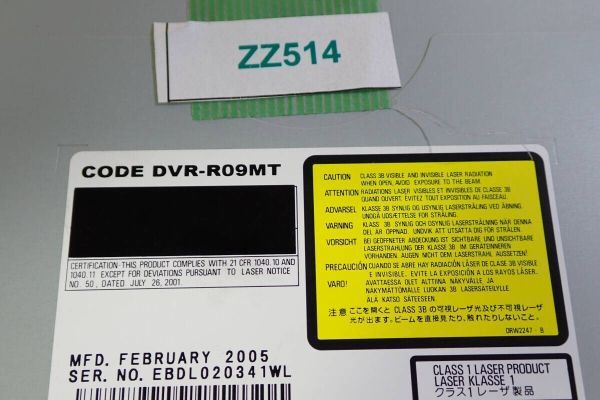 ZZ514
CODE DVR-R09MT
CERTIFICATION : THIS PRODUCT COMPLIES WITH 21 CFR 1040.10 AND
1040.11 EXCEPT FOR DEVIATIONS PURSUANT TO LASER NOTICE
NO. 50, DATED JULY 26, 2001.
MFD. FEBRUARY 2005
SER. NO. EBDL020341WL
CAUTION CLASS 3B VISIBLE AND INVISIBLE LASER RADIATION
WHEN OPEN, AVOID EXPOSURE TO THE BEAM.
ATTENTION RADIATIONS LASER VISIBLES ET INVISIBLES DE CLASSE 3B
QUAND OUVERT. EVITEZ TOUT EXPOSITION AU FAISCEAU.
ADVARSEL KLASSE 3B SYNLIG OG USYNLIG LASERSTRÅLING VED ÅBNING.
UNDGÅ UDSÆTTELSE FOR STRÅLING.
VARNING KLASS 3B SYNLIG OCH OSYNLIG LASERSTRÅLNING NÄR DENNA
DEL ÄR ÖPPNAD. UNDVIK ATT UTSÄTTA DIG FÖR STRÅLEN.
VORSICHT BEI GEÖFFNETER ABDECKUNG IST SICHTBARE UND UNSICHTBARE
LASERSTRAHLUNG DER KLASSE 3B IM GERÄTEINNEREN
VORHANDEN. AUGEN NICHT DEM LASERSTRAHL AUSSETZEN!
PRECAUCIÓN CUANDO SE ABRE HAY RADIACIÓN LÁSER DE CLASE 3B VISIBLE
E INVISIBLE. EVITE LA EXPOSICIÓN A LOS RAYOS LÁSER.
VARO! AVATTAESSA OLET ALTTIINA NÄKYVÄLLE JA
NÄKYMÄTTÖMÄLLE LUOKAN 3B LASERSÄTEILYLLE
ÄLÄ KATSO SÄTEESEEN.
注意 ここを開くと CLASS 3B の可視レーザ光及び不可視レーザ
光が出ます。ビームを直接見たり、触れたりしないこと。
DRW2247 - B
CLASS 1 LASER PRODUCT
LASER KLASSE 1
クラス1 レーザ製品